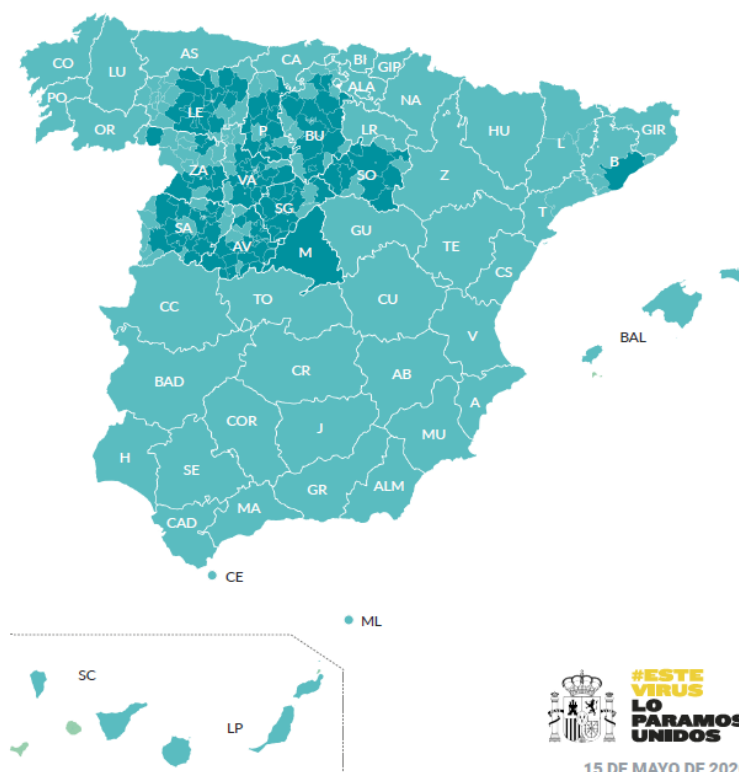 AS
CA
BI
GIP
CO
LU
ALA
NA
PO
LE
OR
P
BU
LR
HU
L
GIR
B
ZA
VA
SO
Z
SG
T
SA
AV
M
GU
TE
CS
CC
TO
CU
V
BAL
BAD
CR
AB
A
COR
J
MU
H
SE
GR
ALM
MA
CAD
CE
ML
SC
LP
#ESTE
VIRUS
LO
PARAMOS
UNIDOS
15 DE MAYO DE 202